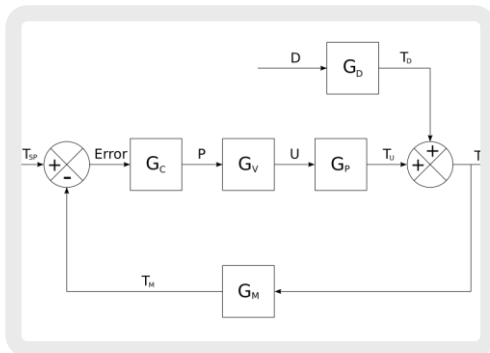 D
G_D
T_D
+
T_SP
+
-
Error
G_C
P
G_V
U
G_P
T_U
+
T
T_M
G_M